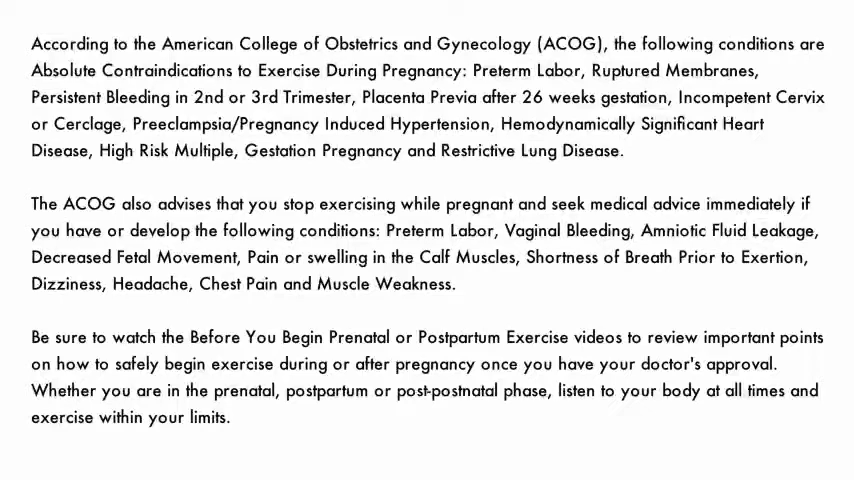 According to the American College of Obstetrics and Gynecology (ACOG), the following conditions are
Absolute Contraindications to Exercise During Pregnancy: Preterm Labor, Ruptured Membranes,
Persistent Bleeding in 2nd or 3rd Trimester, Placenta Previa after 26 weeks gestation, Incompetent Cervix
or Cerclage, Preeclampsia/Pregnancy Induced Hypertension, Hemodynamically Significant Heart
Disease, High Risk Multiple, Gestation Pregnancy and Restrictive Lung Disease.
The ACOG also advises that you stop exercising while pregnant and seek medical advice immediately if
you have or develop the following conditions: Preterm Labor, Vaginal Bleeding, Amniotic Fluid Leakage,
Decreased Fetal Movement, Pain or swelling in the Calf Muscles, Shortness of Breath Prior to Exertion,
Dizziness, Headache, Chest Pain and Muscle Weakness.
Be sure to watch the Before You Begin Prenatal or Postpartum Exercise videos to review important points
on how to safely begin exercise during or after pregnancy once you have your doctor's approval.
Whether you are in the prenatal, postpartum or post-postnatal phase, listen to your body at all times and
exercise within your limits.